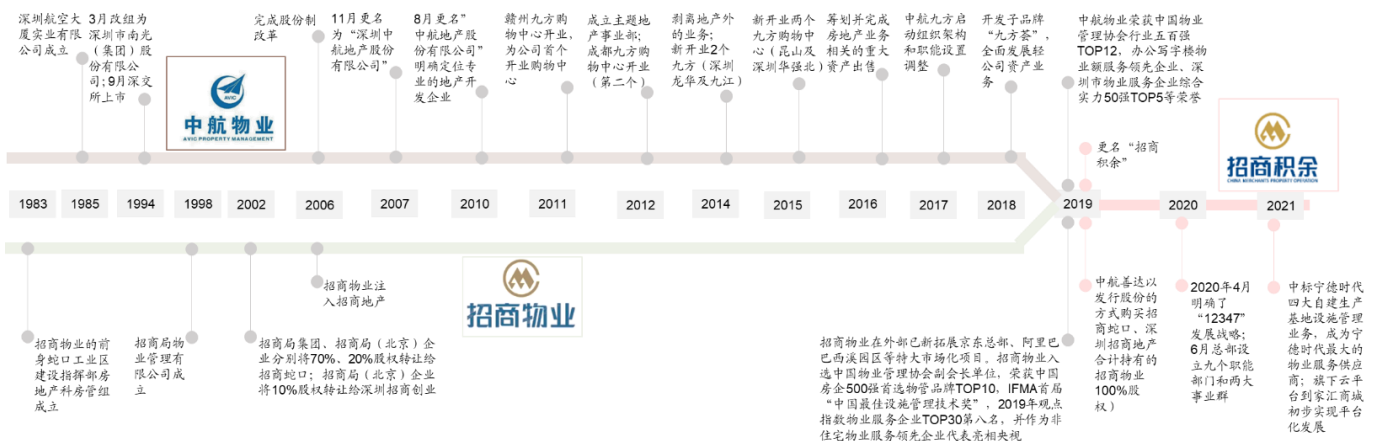 深圳航空大
厦实业有限
公司成立
3月改组为
深圳市南光
（集团）股
份有限公
司；9月深交
所上市
完成股份制
改革
11月更名
为“深圳中
航地产股份
有限公司”
8月更名”
中航地产股
份有限公司”
明确定位专
业的地产开
发企业
赣州九方购
物中心开业，
为公司首个
开业购物中
心
成立主题地
产事业部；
成都九方购
物中心开业
（第二个）
剥离地产外
的业务；
新开业2个
九方（深圳
龙华及九江）
新开业两个
九方购物中
心（昆山及
深圳华强北）
筹划并完成
房地产业务
相关的重大
资产出售
中航九方启
动组织架构
和职能设置
调整
开发子品牌
“九方荟”，
全面发展轻
公司资产业
务
中航物业荣获中国物业
管理协会行业五百强
TOP12，办公写字楼物
业额服务领先企业、深
圳市物业服务企业综合
实力50强TOP5等荣誉
AVIC
中航物业
AVIC PROPERTY MANAGEMENT
更名“招商
积余”
招商积余
CHINA MERCHANTS PROPERTY OPERATION
1983
1985
1994
1998
2002
2006
2007
2010
2011
2012
2014
2015
2016
2017
2018
2019
2020
2021
招商物业的前
身蛇口工业区
建设指挥部房
地产科房管组
成立
招商局物
业管理有
限公司成
立
招商局集团、招商局（北京）企
业分别将70%、20%股权转让给
招商蛇口；招商局（北京）企业
将10%股权转让给深圳招商创业
招商物业注
入招商地产
招商物业
招商物业在外部已新拓展京东总部、阿里巴
巴西溪园区等特大市场化项目。招商物业入
选中国物业管理协会副会长单位，荣获中国
房企500强首选物管品牌TOP10，IFMA首届
“中国最佳设施管理技术奖”，2019年观点
指数物业服务企业TOP30第八名，并作为非
住宅物业服务领先企业代表亮相央视
中航善达以
发行股份的
方式购买招
商蛇口、深
圳招商地产
合计持有的
招商物业
100%股
权）
2020年4月
明确了
“12347”
发展战略；
6月总部设
立九个职能
部门和两大
事业群
中标宁德时代
四大自建生产
基地设施管理
业务，成为宁
德时代最大的
物业服务供应
商；旗下云平
台到家汇商城
初步实现平台
化发展